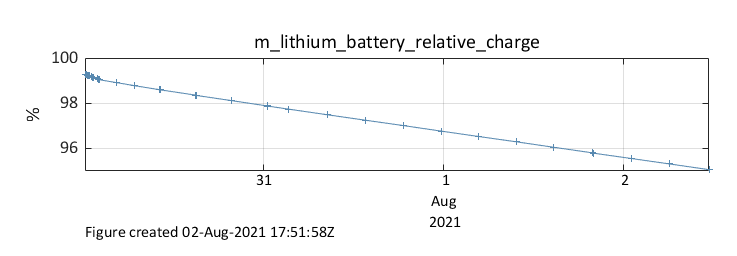 m_lithium_battery_relative_charge
100
98
96
%
31
1
2
Aug
2021
Figure created 02-Aug-2021 17:51:58Z